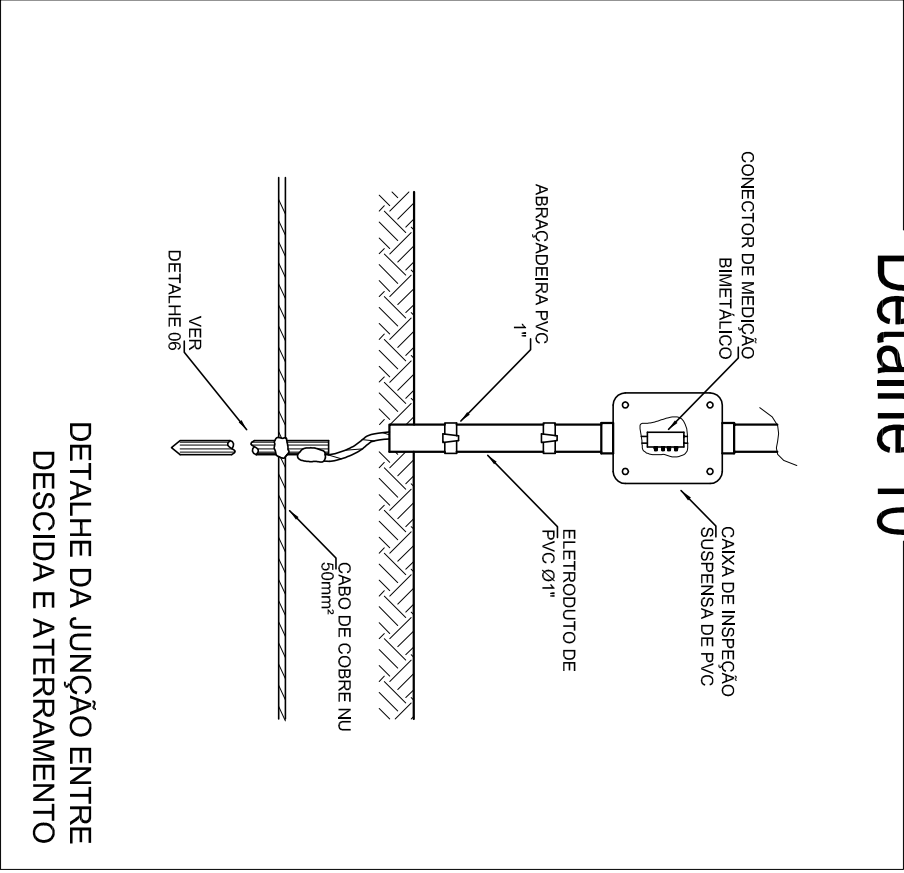 Detalhe 10
CONECTOR DE MEDIÇÃO
BIMETÁLICO
CAIXA DE INSPEÇÃO
SUSPENSA DE PVC
ABRAÇADEIRA PVC
1"
ELETRODUTO DE
PVC Ø1"
CABO DE COBRE NU
50mm²
VER
DETALHE 06
DETALHE DA JUNÇÃO ENTRE
DESCIDA E ATERRAMENTO